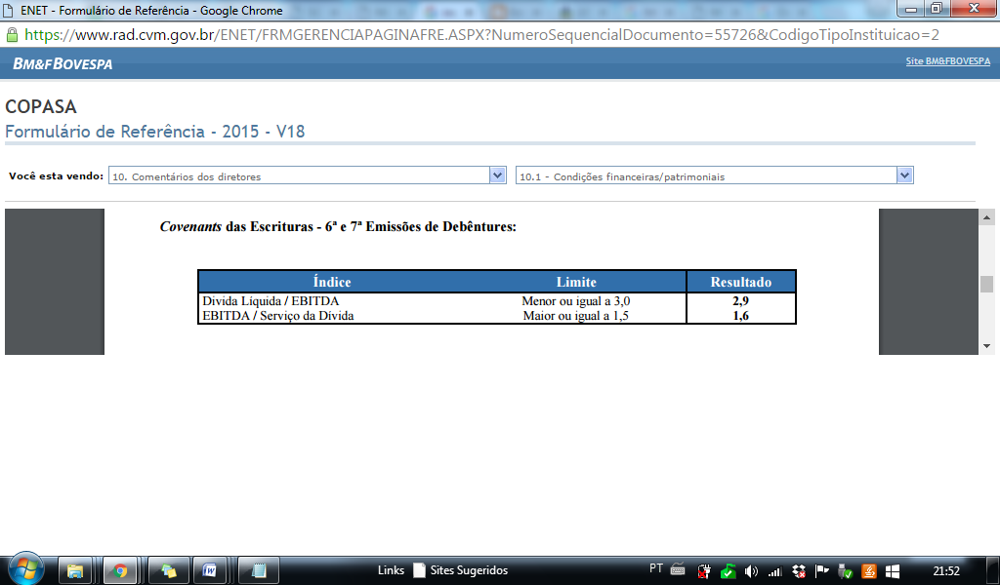 ENET - Formulário de Referência - Google Chrome
https://www.rad.cvm.gov.br/ENET/FRMGERENCIAPAGINAFRE.ASPX?NumeroSequencialDocumento=55726&CodigoTipoInstituicao=2
BM&FBOVESPA
Site BM&FBOVESPA
COPASA
Formulário de Referência - 2015 - V18
Você esta vendo: 10. Comentários dos diretores 10.1 - Condições financeiras/patrimoniais
Covenants das Escrituras - 6ª e 7ª Emissões de Debêntures:
Índice Limite Resultado
Divida Líquida / EBITDA Menor ou igual a 3,0 2,9
EBITDA / Serviço da Dívida Maior ou igual a 1,5 1,6
Links Sites Sugeridos PT 21:52